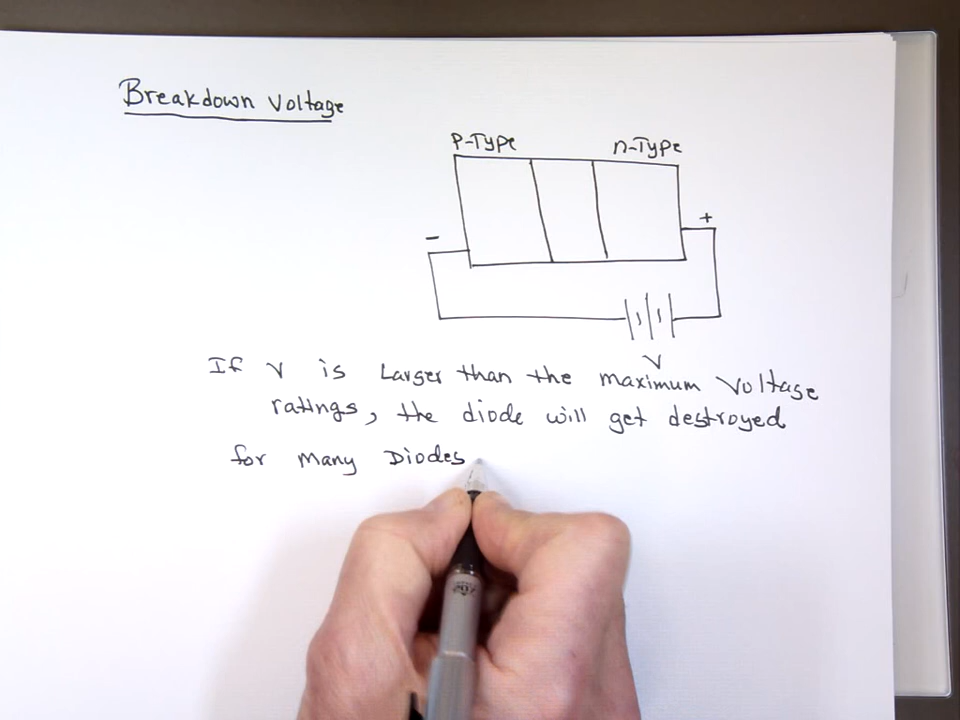 Breakdown Voltage
P-Type
n-Type
-
+
V
If V is Larger than the maximum Voltage
ratings, the diode will get destroyed
for many Diodes